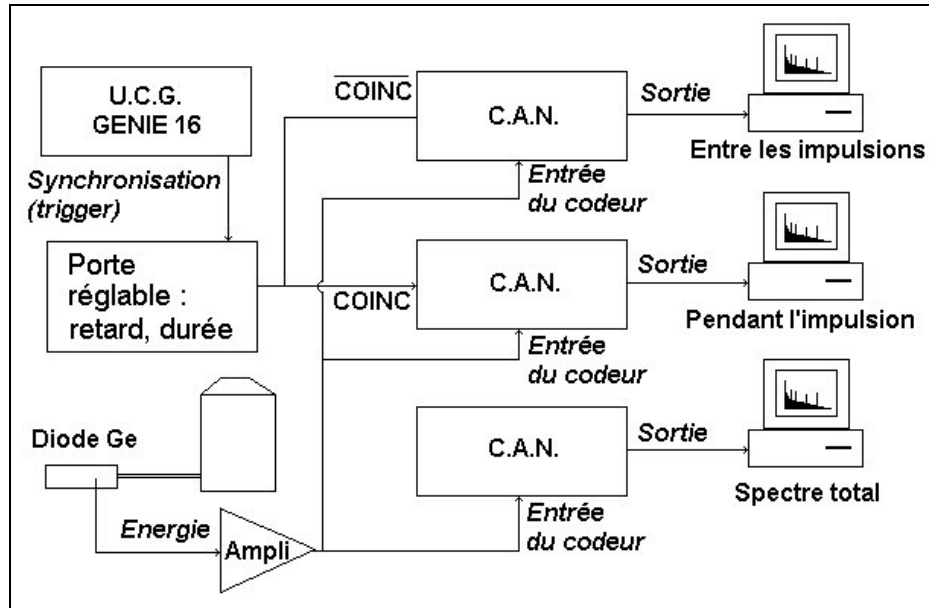 U.C.G.
GENIE 16
Synchronisation
(trigger)
Porte
réglable :
retard, durée
Diode Ge
Energie
Ampli
COINC
C.A.N.
Entrée
du codeur
Sortie
Entre les impulsions
COINC
C.A.N.
Entrée
du codeur
Sortie
Pendant l'impulsion
C.A.N.
Entrée
du codeur
Sortie
Spectre total